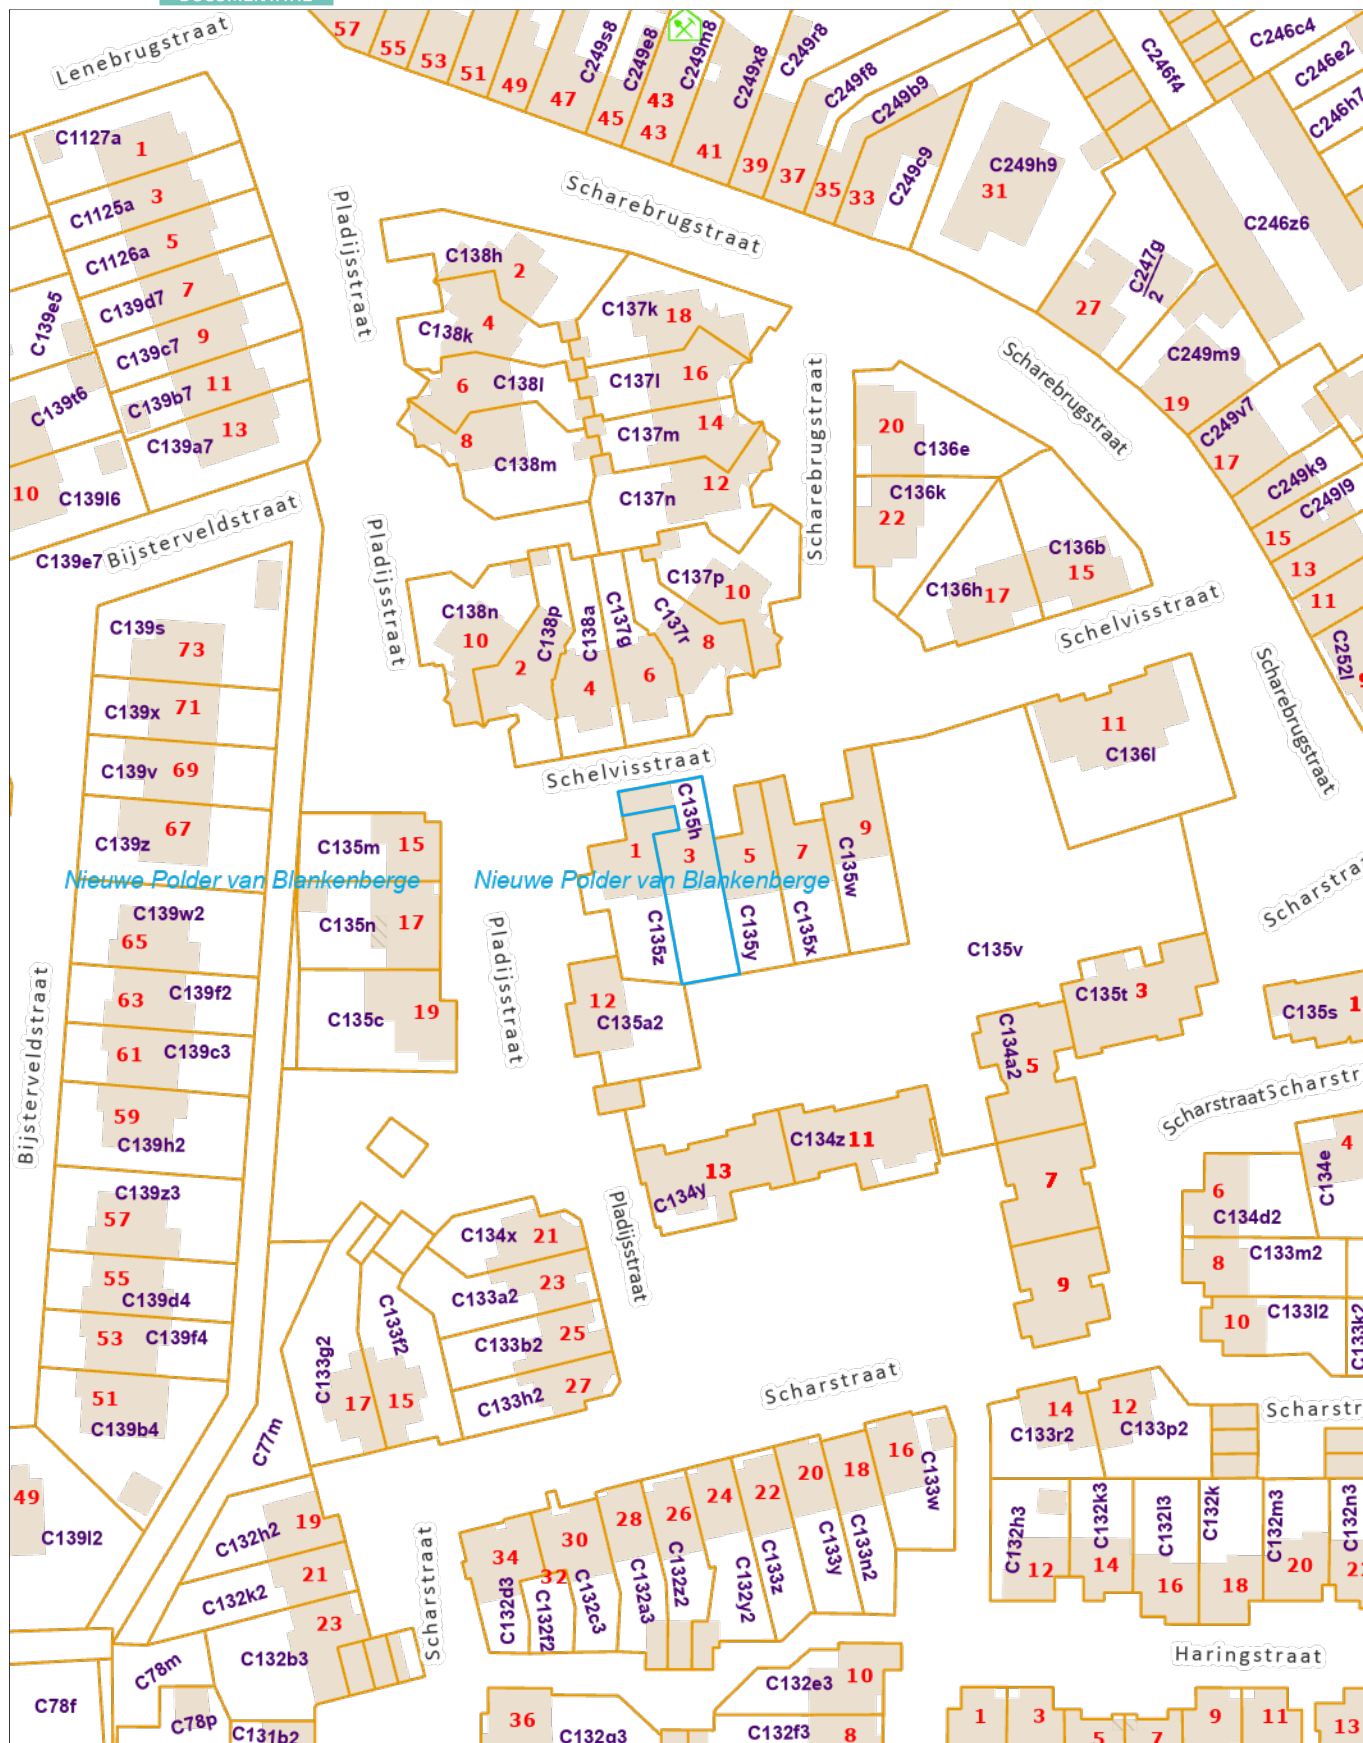 Lenebrugstraat
57
55
53
51
49
47
45
43
43
41
39
37
35
33
31
C249s8
C249e8
C249m8
C249x8
C249r8
C249f8
C249b9
C249c9
C249h9
C246f4
C246c4
C246e2
C246h7
C246z6
C247g
2
27
C249m9
19
C249v7
17
C249k9
C249l9
15
13
11
C252l
Scharebrugstraat
Scharebrugstraat
Scharebrugstraat
Scharebrugstraat
C1127a
1
C1125a
3
C1126a
5
C139d7
7
C139c7
9
C139b7
11
C139a7
13
C139e5
C139t6
10
C139l6
C139e7
Bijsterveldstraat
Pladijsstraat
Pladijsstraat
C138h
2
C138k
4
6
C138l
8
C138m
C137k
18
C137l
16
C137m
14
C137n
12
C136e
20
C136k
22
C136h
17
C136b
15
Schelvisstraat
C137p
10
C138n
10
C138p
2
C138a
4
C137g
6
C137r
8
Schelvisstraat
C136l
11
C139s
73
C139x
71
C139v
69
C139z
67
Nieuwe Polder van Blankenberge
Nieuwe Polder van Blankenberge
C135m
15
C135n
17
C135c
19
C135h
1
3
5
7
9
C135z
C135y
C135x
C135w
C135v
12
C135a2
Pladijsstraat
C139w2
65
63
C139f2
61
C139c3
59
C139h2
C139z3
57
55
C139d4
53
C139f4
51
C139b4
49
C139l2
Bijsterveldstraat
C135t
3
C135s
1
C134a2
5
7
9
C134z
11
13
C134y
Scharstraat
C134e
4
6
C134d2
8
C133m2
10
C133l2
C133k2
Pladijsstraat
C134x
21
C133a2
23
C133b2
25
C133h2
27
C133g2
17
C133f2
15
C77m
Scharstraat
C133r2
14
C133p2
12
16
C133w
18
C133n2
20
C133y
22
C133z
24
C132y2
26
C132z2
28
C132a3
30
C132c3
32
C132f2
34
C132d3
Scharstraat
C132h2
19
C132k2
21
23
C132b3
C78m
C78f
C78p
C131b2
C132h3
12
C132k3
14
C132l3
16
C132k
18
C132m3
20
C132n3
Haringstraat
36
C132g3
C132e3
10
C132f3
8
1
3
5
7
9
11
13